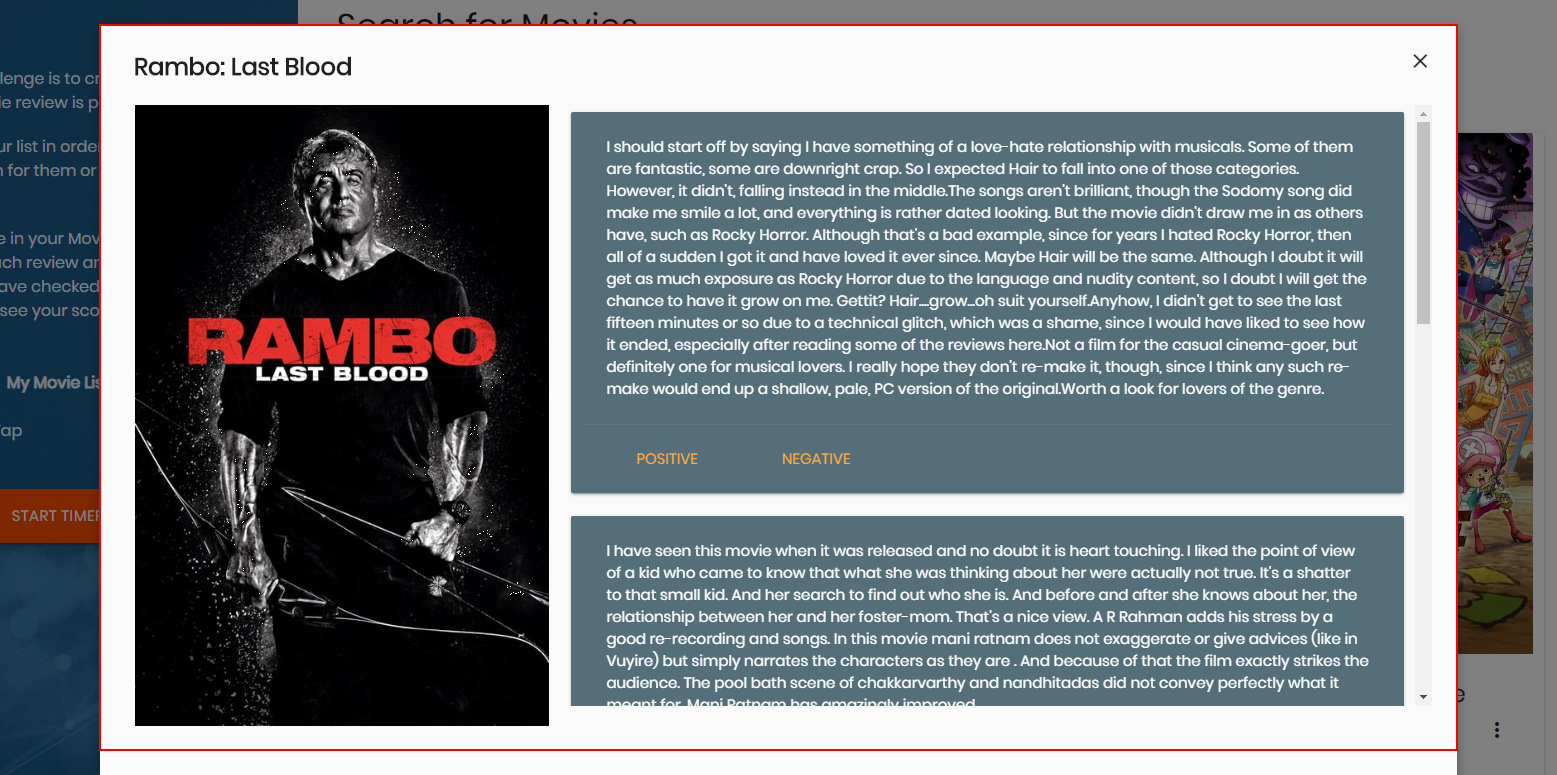 Search for Movies
Rambo: Last Blood
lenge is to cr
ie review is p
ur list in order
n for them or
e in your Mov
ch review ar
ave checked
see your sco
My Movie Lis
START TIMER
RAMBO
LAST BLOOD
I should start off by saying I have something of a love-hate relationship with musicals. Some of them
are fantastic, some are downright crap. So I expected Hair to fall into one of those categories.
However, it didn't, falling instead in the middle.The songs aren't brilliant, though the Sodomy song did
make me smile a lot, and everything is rather dated looking. But the movie didn't draw me in as others
have, such as Rocky Horror. Although that's a bad example, since for years I hated Rocky Horror, then
all of a sudden I got it and have loved it ever since. Maybe Hair will be the same. Although I doubt it will
get as much exposure as Rocky Horror due to the language and nudity content, so I doubt I will get the
chance to have it grow on me. Gettit? Hair....grow...oh suit yourself.Anyhow, I didn't get to see the last
fifteen minutes or so due to a technical glitch, which was a shame, since I would have liked to see how
it ended, especially after reading some of the reviews here.Not a film for the casual cinema-goer, but
definitely one for musical lovers. I really hope they don't re-make it, though, since I think any such re-
make would end up a shallow, pale, PC version of the original.Worth a look for lovers of the genre.
POSITIVE NEGATIVE
I have seen this movie when it was released and no doubt it is heart touching. I liked the point of view
of a kid who came to know that what she was thinking about her were actually not true. It's a shatter
to that small kid. And her search to find out who she is. And before and after she knows about her, the
relationship between her and her foster-mom. That's a nice view. A R Rahman adds his stress by a
good re-recording and songs. In this movie mani ratnam does not exaggerate or give advices (like in
Vuyire) but simply narrates the characters as they are . And because of that the film exactly strikes the
audience. The pool bath scene of chakkarvarthy and nandhitadas did not convey perfectly what it
meant for. Mani Ratnam has amazingly improved